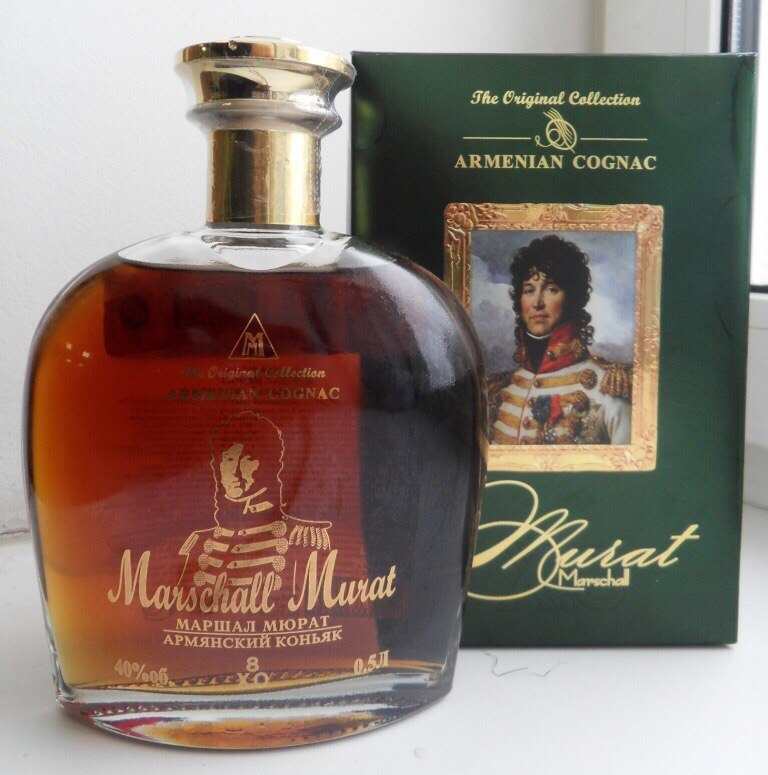 The Original Collection
ARMENIAN COGNAC
Murat
Marschall
M
The Original Collection
ARMENIAN COGNAC
Marschall Murat
МАРШАЛ МЮРАТ
АРМЯНСКИЙ КОНЬЯК
40%об. 8 0.5Л
XO